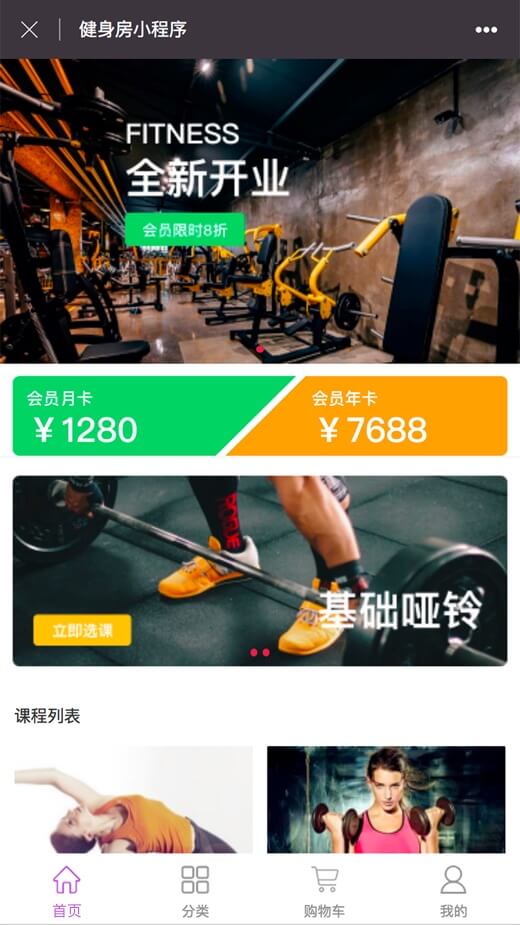 健身房小程序
FITNESS
全新开业
会员限时8折
会员月卡
¥1280
会员年卡
¥7688
ROGUE
基础哑铃
立即选课
课程列表
首页
分类
购物车
我的